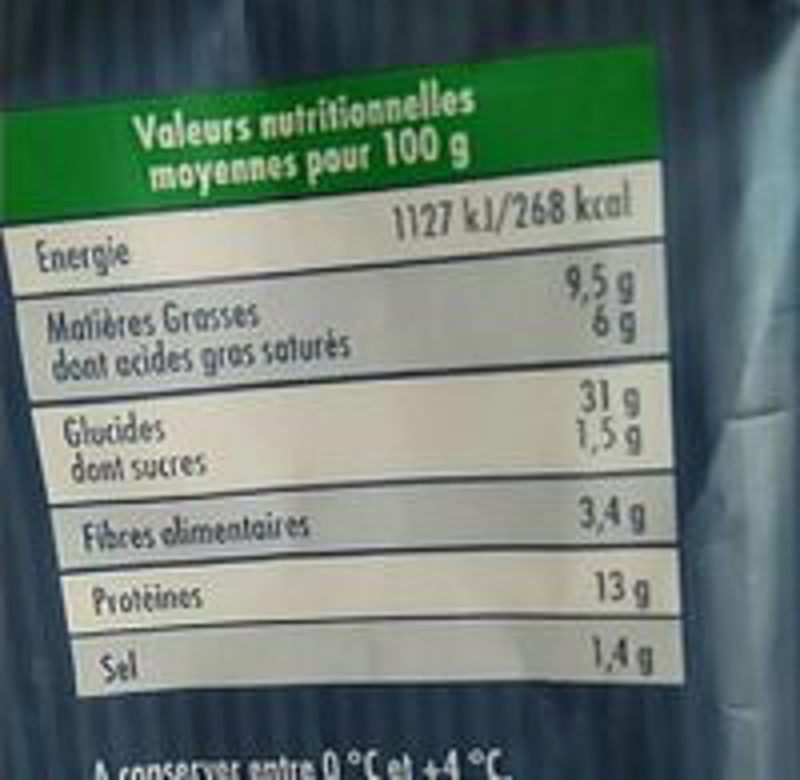 Valeurs nutritionnelles
moyennes pour 100 g
Energie 1127 kJ/268 kcal
Matières Grasses 9,5 g
dont acides gras saturés 6 g
Glucides 31 g
dont sucres 1,5 g
Fibres alimentaires 3,4 g
Protéines 13 g
Sel 1,4 g
A conserver entre 0 °C et +4 °C.